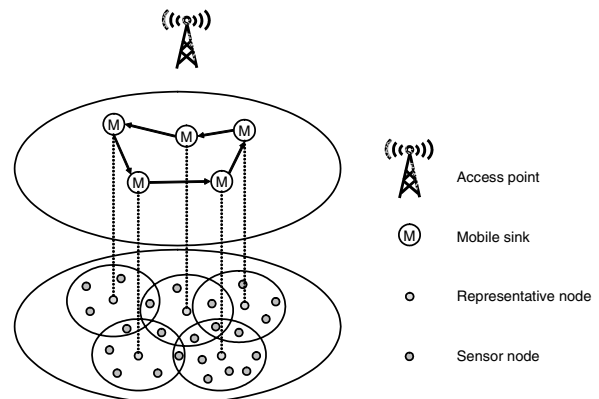 M
M
M
M
M
Access point
M
Mobile sink
Representative node
Sensor node